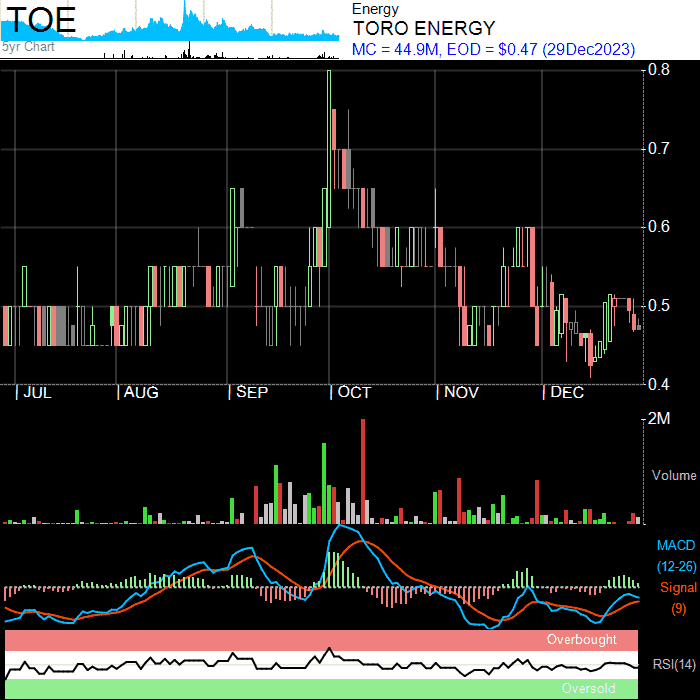 TOE
5yr Chart
Energy
TORO ENERGY
MC = 44.9M, EOD = $0.47 (29Dec2023)
0.8
0.7
0.6
0.5
0.4
JUL
AUG
SEP
OCT
NOV
DEC
2M
Volume
MACD
(12-26)
Signal
(9)
Overbought
RSI(14)
Oversold